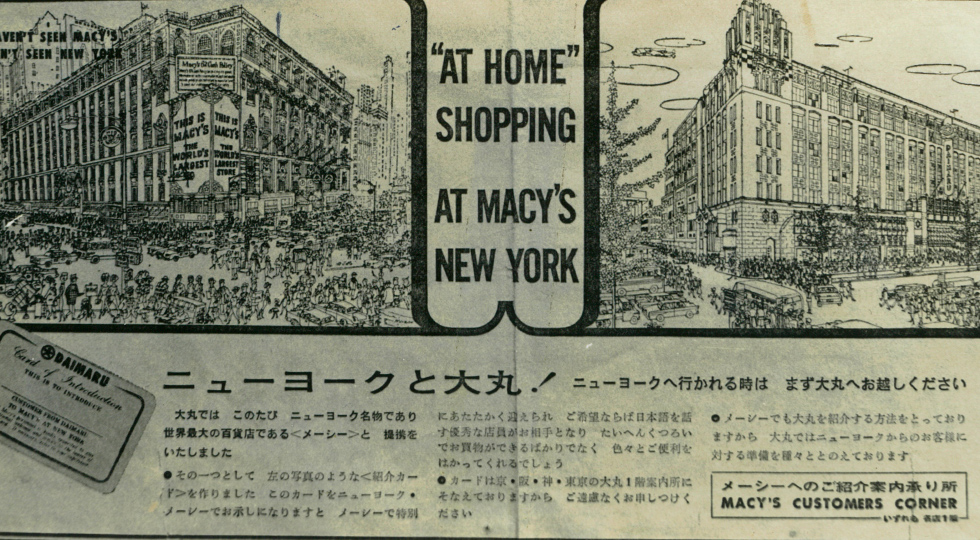 AVEN'T SEEN MACY'S
N'T SEEN NEW YORK
Macy's
THIS IS MACY'S
THE WORLD'S LARGEST STORE
THIS IS MACY'S
THE WORLD'S LARGEST STORE
"AT HOME"
SHOPPING
AT MACY'S
NEW YORK
DAIMARU
Card of Introduction
THIS IS TO INTRODUCE
CUSTOMER FROM DAIMARU
TO MACY'S AT NEW YORK
ニューヨークと大丸!
ニューヨークへ行かれる時は まず大丸へお越しください
大丸では このたび ニューヨーク名物であり
世界最大の百貨店である<メーシー>と 提携を
いたしました
●その一つとして 左の写真のような<紹介カー
ド>を作りました このカードをニューヨーク・
メーシーでお示しになりますと メーシーで特別
にあたたかく迎えられ ご希望ならば日本語を話
す優秀な店員がお相手となり たいへんくつろい
でお買物ができるばかりでなく 色々とご便利を
はかってくれるでしょう
●カードは京・阪・神・東京の大丸1階案内所に
そなえておりますから ご遠慮なくお申しつけく
ださい
●メーシーでも大丸を紹介する方法をとっており
ますから 大丸ではニューヨークからのお客様に
対する準備を種々ととのえております
メーシーへのご紹介案内承り所
MACY'S CUSTOMERS CORNER
いずれも 各店1階